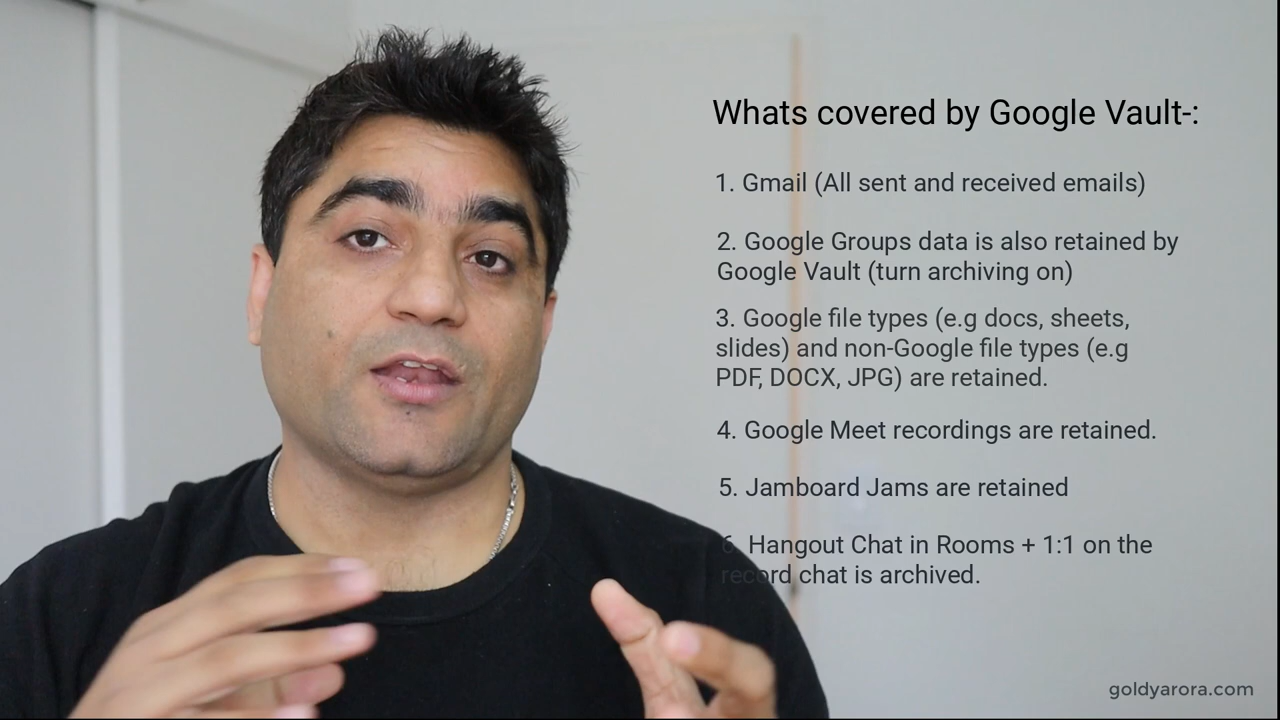 Whats covered by Google Vault-:
1. Gmail (All sent and received emails)
2. Google Groups data is also retained by
Google Vault (turn archiving on)
3. Google file types (e.g docs, sheets,
slides) and non-Google file types (e.g
PDF, DOCX, JPG) are retained.
4. Google Meet recordings are retained.
5. Jamboard Jams are retained
6. Hangout Chat in Rooms + 1:1 on the
record chat is archived.
goldyarora.com